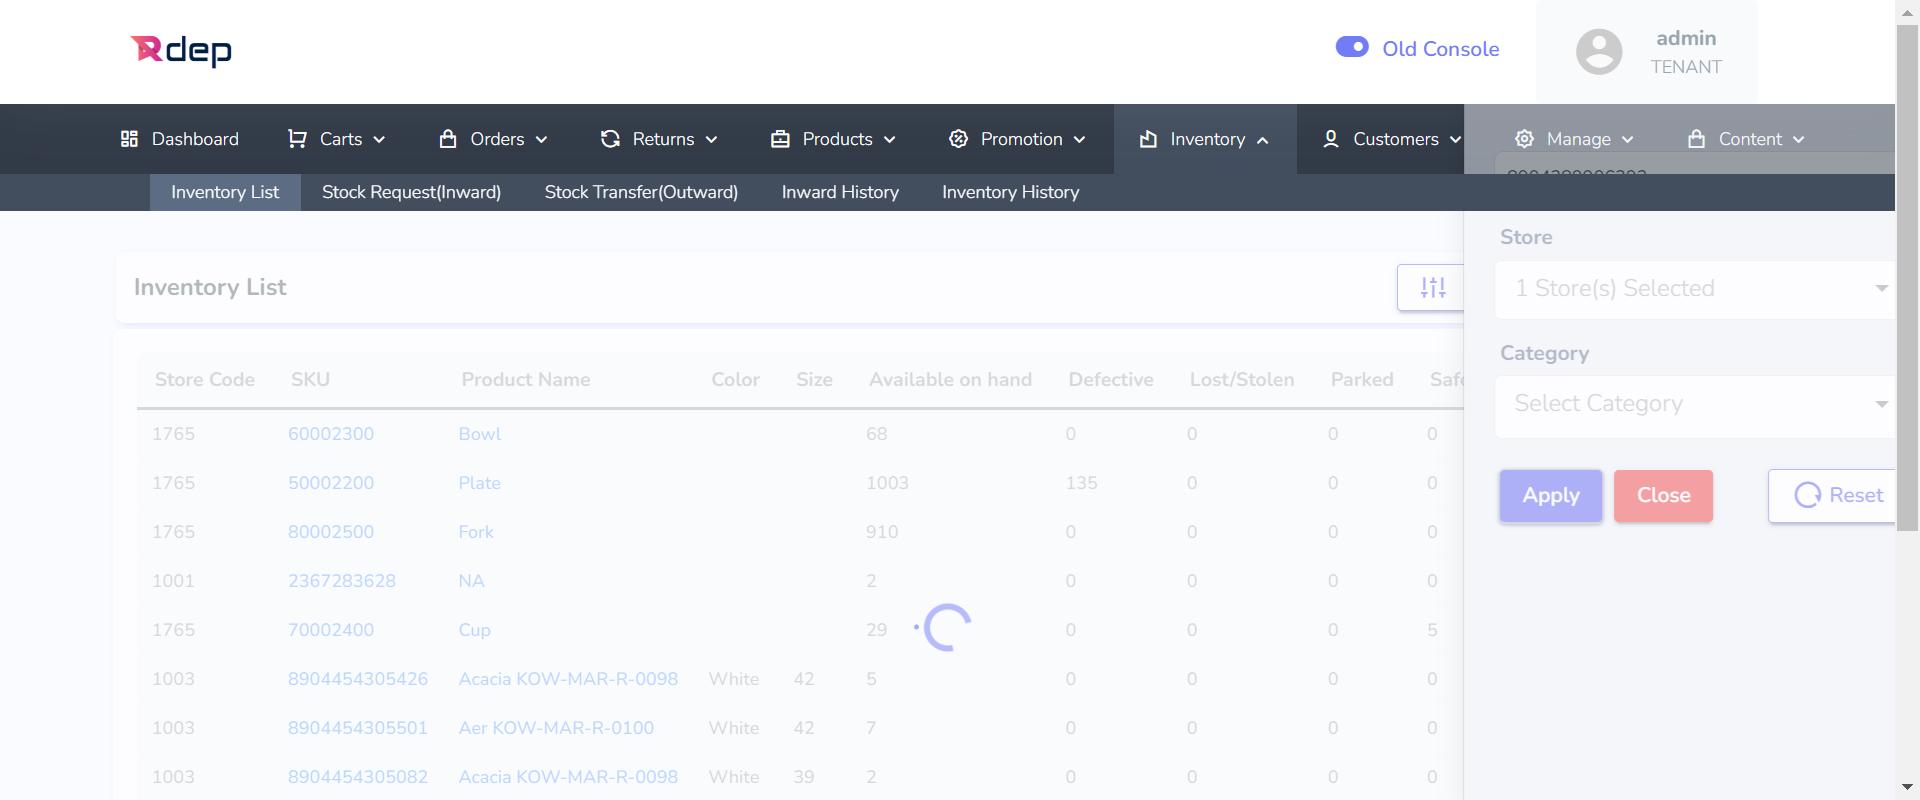 Rdep
Old Console
admin
TENANT
Dashboard Carts Orders Returns Products Promotion Inventory Customers Manage Content
Inventory List Stock Request(Inward) Stock Transfer(Outward) Inward History Inventory History
Store
Inventory List
1 Store(s) Selected
Category
Select Category
Apply Close Reset
Store Code SKU Product Name Color Size Available on hand Defective Lost/Stolen Parked Safe
1765 60002300 Bowl 68 0 0 0 0
1765 50002200 Plate 1003 135 0 0 0
1765 80002500 Fork 910 0 0 0 0
1001 2367283628 NA 2 0 0 0 0
1765 70002400 Cup 29 0 0 0 5
1003 8904454305426 Acacia KOW-MAR-R-0098 White 42 5 0 0 0 0
1003 8904454305501 Aer KOW-MAR-R-0100 White 42 7 0 0 0 0
1003 8904454305082 Acacia KOW-MAR-R-0098 White 39 2 0 0 0 0